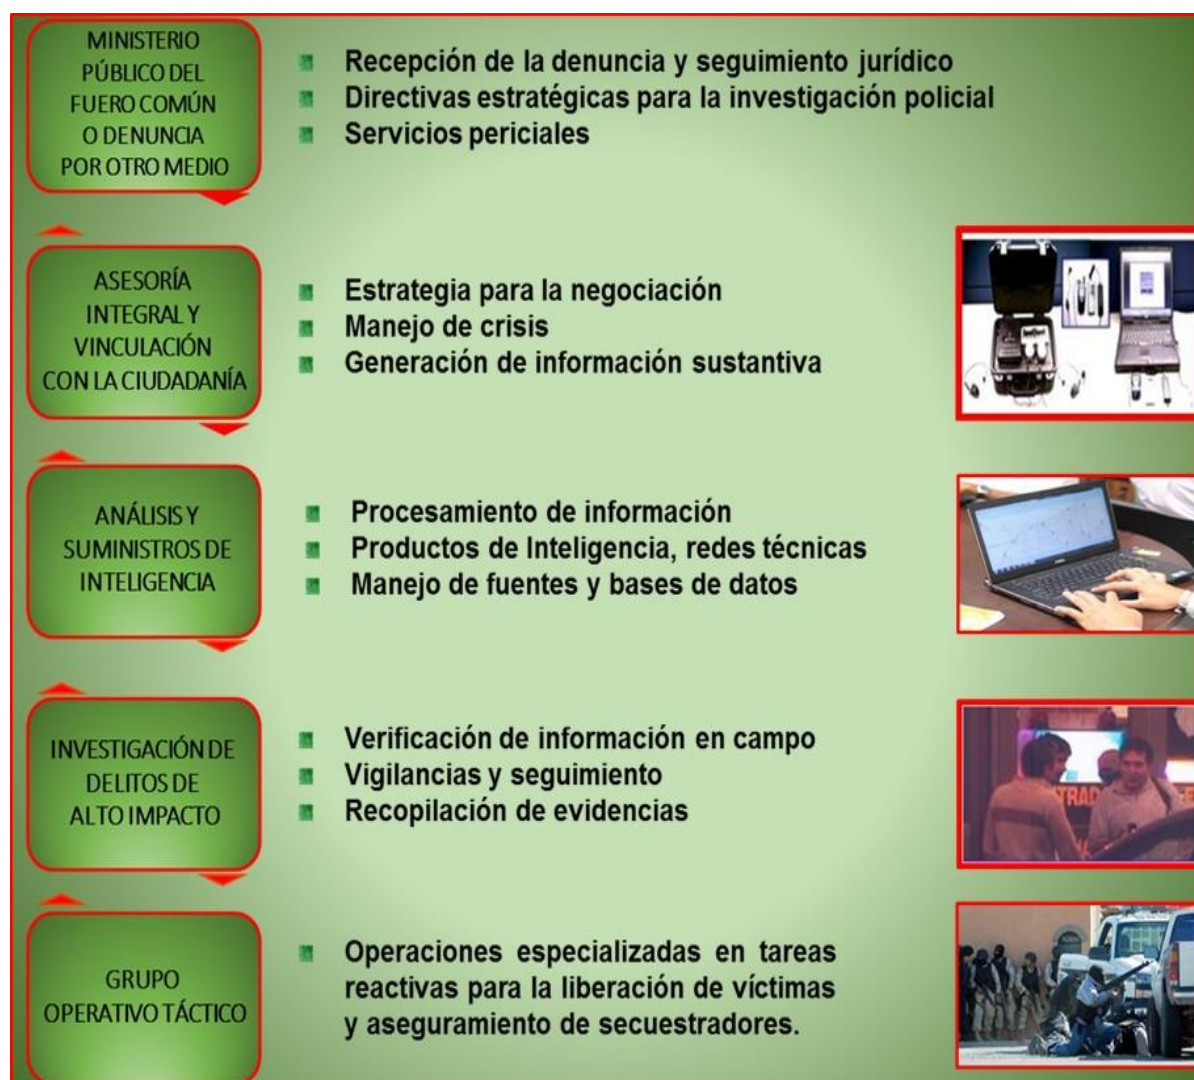 MINISTERIO
PÚBLICO DEL
FUERO COMÚN
O DENUNCIA
POR OTRO MEDIO
Recepción de la denuncia y seguimiento jurídico
Directivas estratégicas para la investigación policial
Servicios periciales
ASESORÍA
INTEGRAL Y
VINCULACIÓN
CON LA CIUDADANÍA
Estrategia para la negociación
Manejo de crisis
Generación de información sustantiva
ANÁLISIS Y
SUMINISTROS DE
INTELIGENCIA
Procesamiento de información
Productos de Inteligencia, redes técnicas
Manejo de fuentes y bases de datos
INVESTIGACIÓN DE
DELITOS DE
ALTO IMPACTO
Verificación de información en campo
Vigilancias y seguimiento
Recopilación de evidencias
GRUPO
OPERATIVO TÁCTICO
Operaciones especializadas en tareas
reactivas para la liberación de víctimas
y aseguramiento de secuestradores.